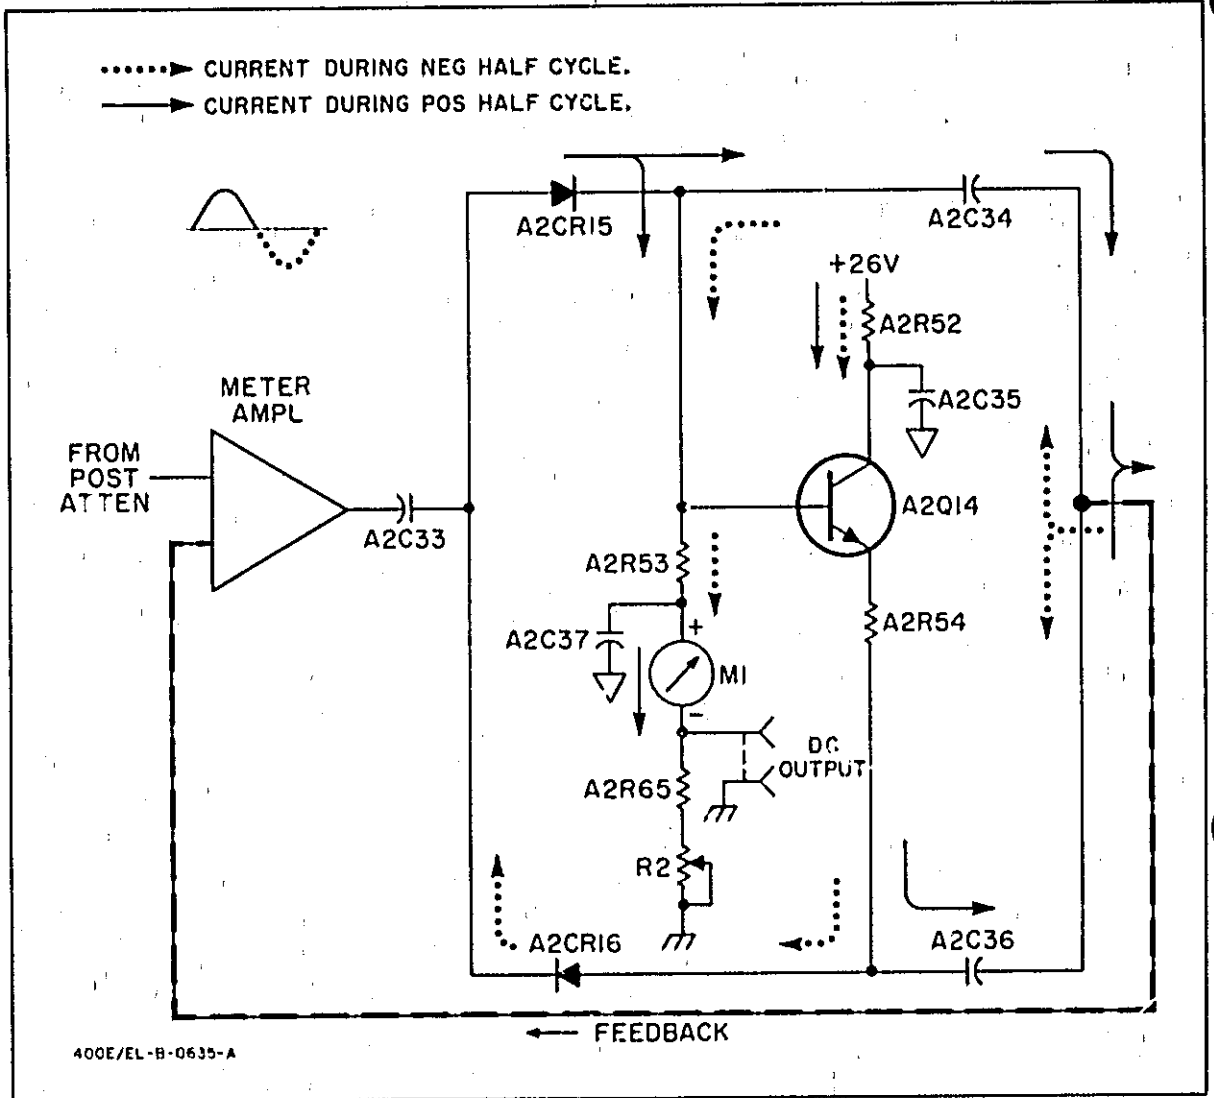 CURRENT DURING NEG HALF CYCLE.
CURRENT DURING POS HALF CYCLE.
A2CR15
A2C34
+26V
A2R52
A2C35
METER
AMPL
FROM
POST
ATTEN
A2C33
A2Q14
A2R53
A2R54
A2C37
+
M1
-
DC
OUTPUT
A2R65
R2
A2CR16
A2C36
FEEDBACK
400E/EL-B-0635-A